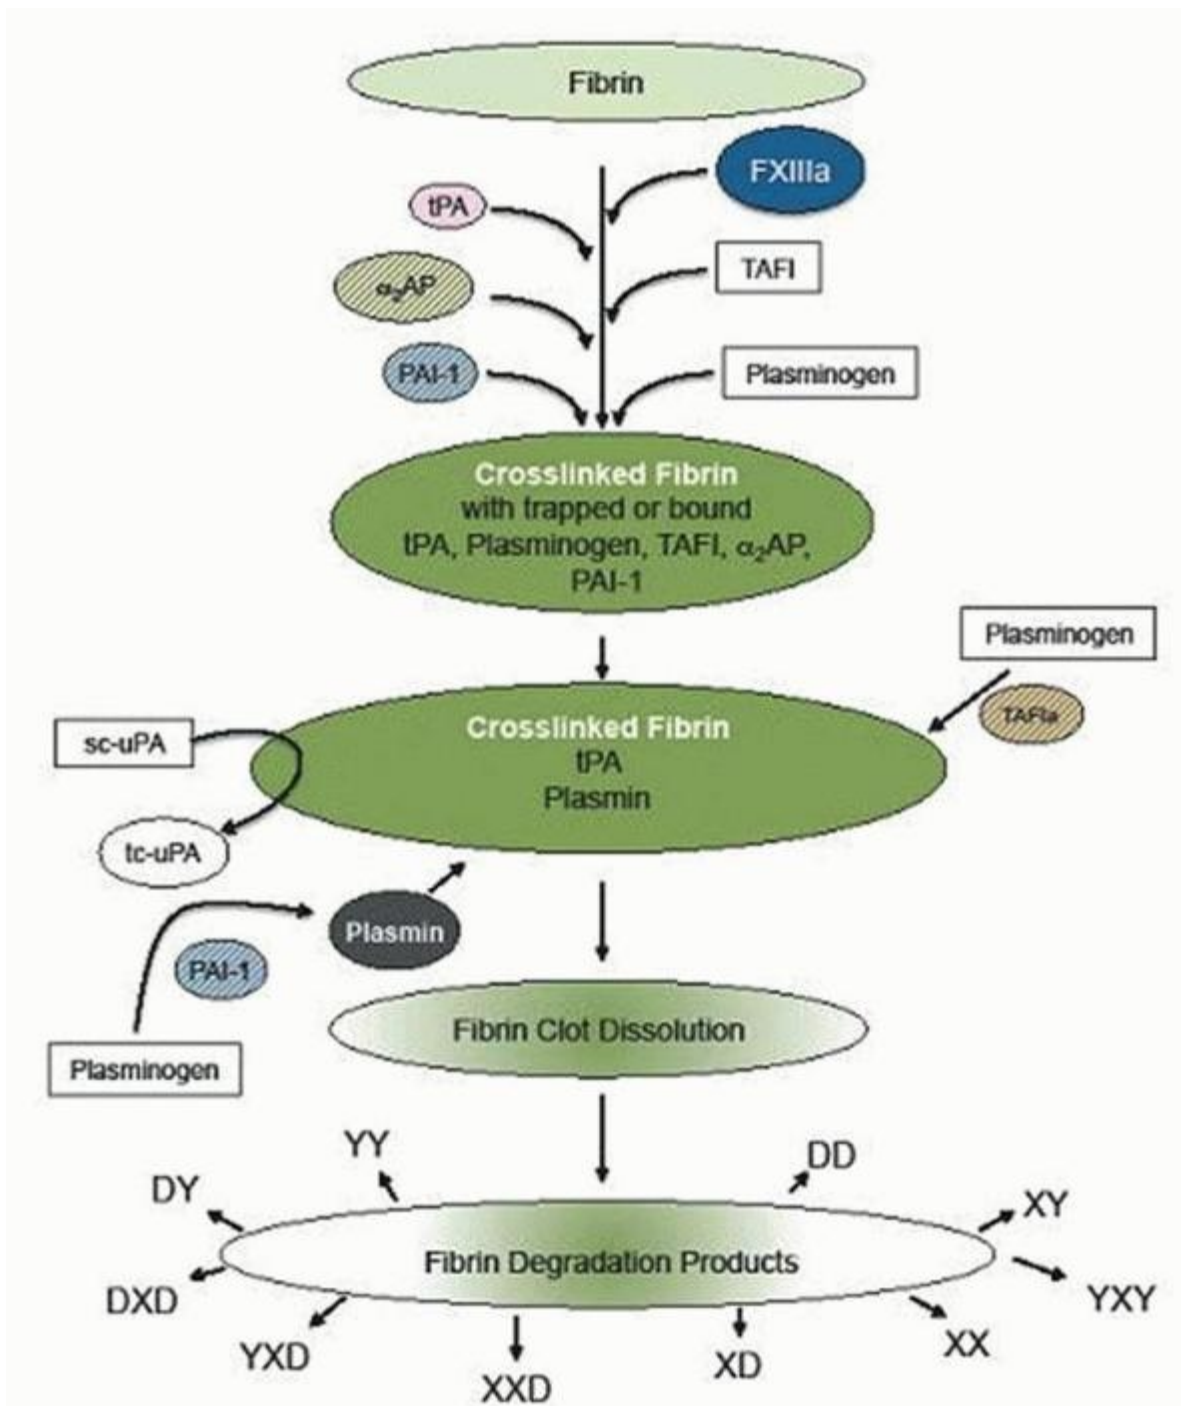 Fibrin
FXIIIa
tPA
TAFI
α₂AP
PAI-1
Plasminogen
Crosslinked Fibrin
with trapped or bound
tPA, Plasminogen, TAFI, α₂AP,
PAI-1
Plasminogen
TAFIa
sc-uPA
Crosslinked Fibrin
tPA
Plasmin
tc-uPA
Plasmin
PAI-1
Fibrin Clot Dissolution
Plasminogen
YY
DD
DY
XY
Fibrin Degradation Products
DXD
YXY
YXD
XX
XD
XXD